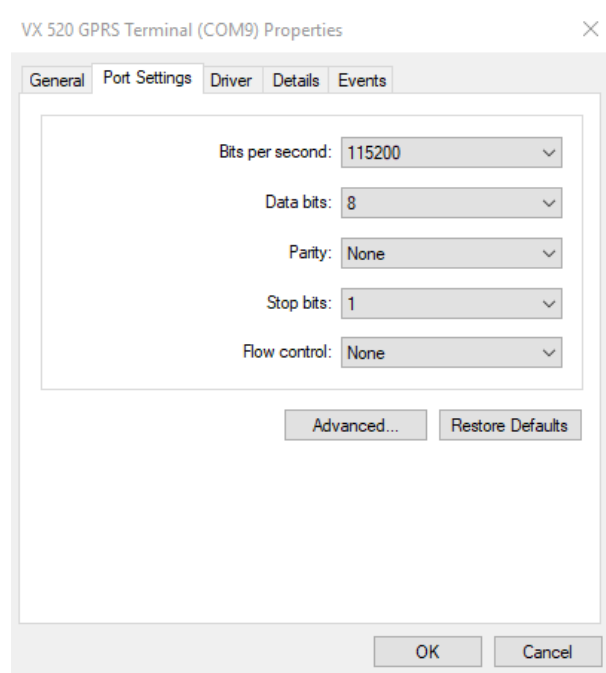 VX 520 GPRS Terminal (COM9) Properties
General Port Settings Driver Details Events
Bits per second: 115200
Data bits: 8
Parity: None
Stop bits: 1
Flow control: None
Advanced... Restore Defaults
OK Cancel